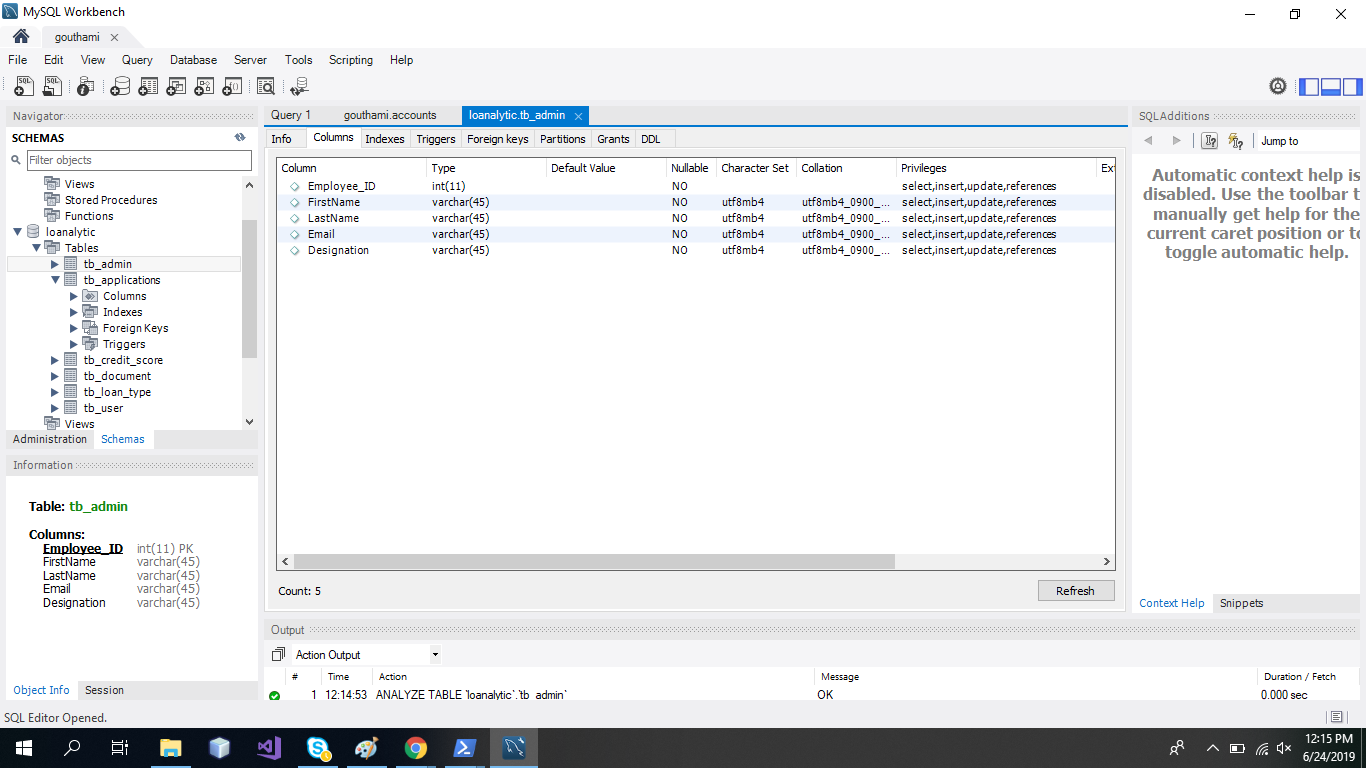 MySQL Workbench
gouthami
File Edit View Query Database Server Tools Scripting Help
Navigator
SCHEMAS
Filter objects
Views
Stored Procedures
Functions
loanalytic
Tables
tb_admin
tb_applications
Columns
Indexes
Foreign Keys
Triggers
tb_credit_score
tb_document
tb_loan_type
tb_user
Views
Administration Schemas
Information
Table: tb_admin
Columns:
Employee_ID int(11) PK
FirstName varchar(45)
LastName varchar(45)
Email varchar(45)
Designation varchar(45)
Object Info Session
Query 1 gouthami.accounts loanalytic.tb_admin
Info Columns Indexes Triggers Foreign keys Partitions Grants DDL
Column Type Default Value Nullable Character Set Collation Privileges Ext
Employee_ID int(11) NO select,insert,update,references
FirstName varchar(45) NO utf8mb4 utf8mb4_0900_... select,insert,update,references
LastName varchar(45) NO utf8mb4 utf8mb4_0900_... select,insert,update,references
Email varchar(45) NO utf8mb4 utf8mb4_0900_... select,insert,update,references
Designation varchar(45) NO utf8mb4 utf8mb4_0900_... select,insert,update,references
Count: 5
Refresh
SQLAdditions
Jump to
Automatic context help is
disabled. Use the toolbar t
manually get help for the
current caret position or to
toggle automatic help.
Context Help Snippets
Output
Action Output
# Time Action Message Duration / Fetch
1 12:14:53 ANALYZE TABLE `loanalytic`.`tb_admin` OK 0.000 sec
SQL Editor Opened.
12:15 PM
6/24/2019